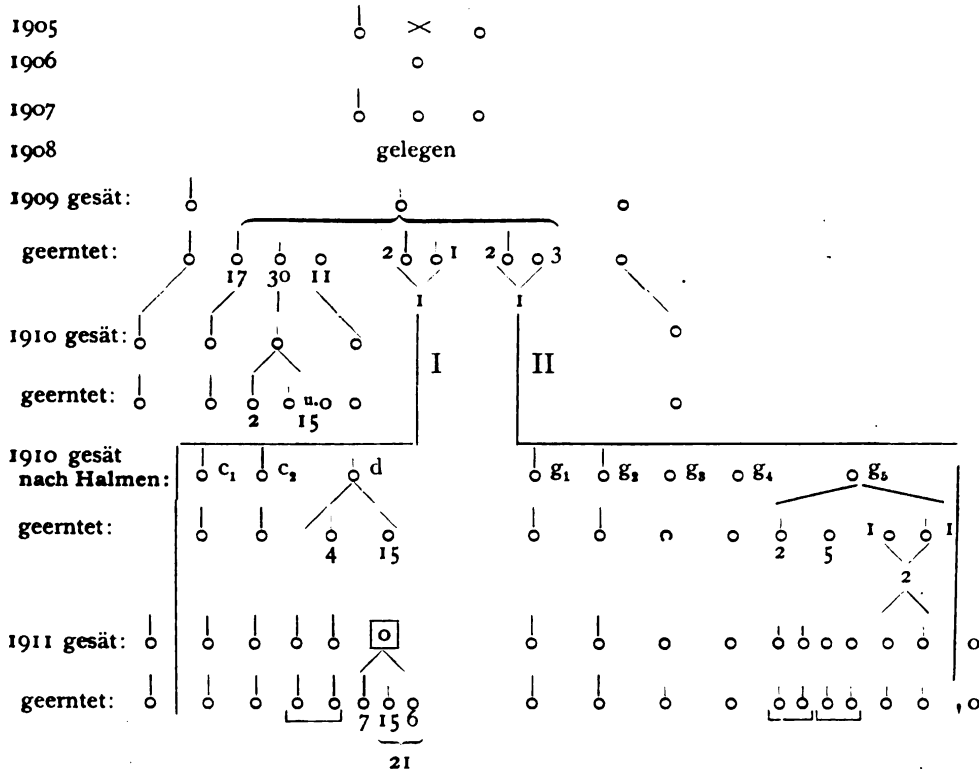 1905
1906
1907
1908 gelegen
1909 gesät:
geerntet: 2 1 2 3
17 30 11
1 1
1910 gesät:
I II
geerntet: u.
2 15
1910 gesät
nach Halmen: c₁ c₂ d g₁ g₂ g₃ g₄ g₅
geerntet: 1 1
4 15 2 5
2
1911 gesät:
geerntet:
7 15 6
21